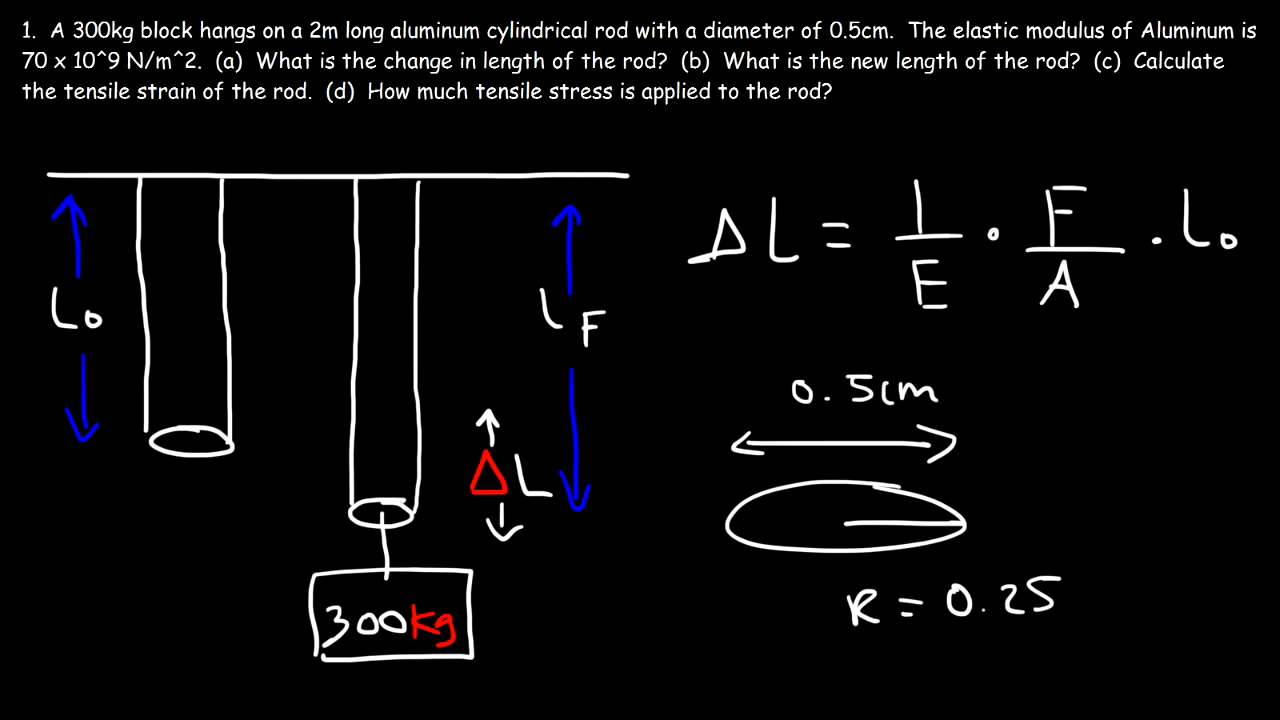 1. A 300kg block hangs on a 2m long aluminum cylindrical rod with a diameter of 0.5cm. The elastic modulus of Aluminum is
70 x 10^9 N/m^2. (a) What is the change in length of the rod? (b) What is the new length of the rod? (c) Calculate
the tensile strain of the rod. (d) How much tensile stress is applied to the rod?
ΔL = 1/E · F/A · L₀
L₀
L_F
0.5cm
ΔL
R = 0.25
300kg